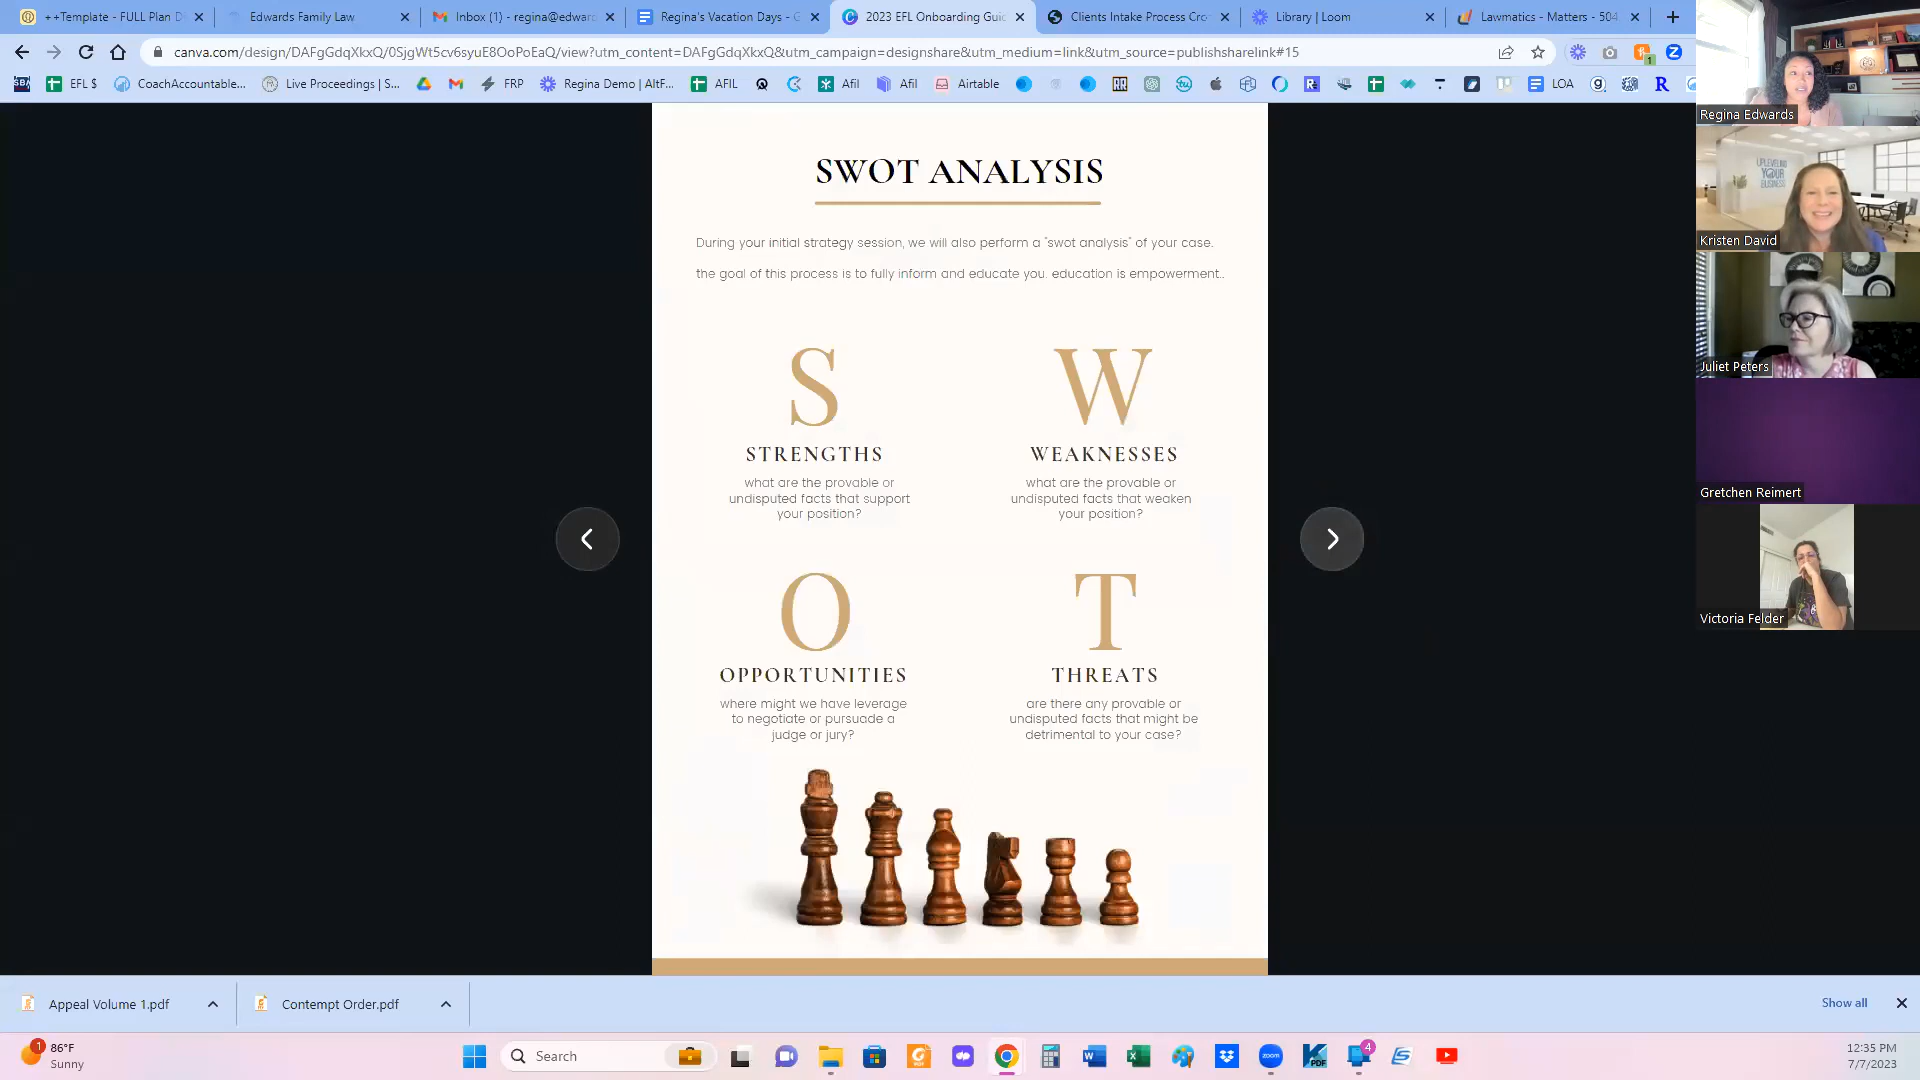 ++Template - FULL Plan D
Edwards Family Law
Inbox (1) - regina@edward
Regina's Vacation Days - G
2023 EFL Onboarding Guid
Clients Intake Process Cro
Library | Loom
Lawmatics - Matters - 504
canva.com/design/DAFgGdqXkxQ/0SjgWt5cv6syuE8OoPoEaQ/view?utm_content=DAFgGdqXkxQ&utm_campaign=designshare&utm_medium=link&utm_source=publishsharelink#15
EFL $
CoachAccountable...
Live Proceedings | S...
FRP
Regina Demo | AltF...
AFIL
Afil
Afil
Airtable
LOA
SWOT ANALYSIS
During your initial strategy session, we will also perform a "swot analysis" of your case.
the goal of this process is to fully inform and educate you. education is empowerment..
S
STRENGTHS
what are the provable or
undisputed facts that support
your position?
W
WEAKNESSES
what are the provable or
undisputed facts that weaken
your position?
O
OPPORTUNITIES
where might we have leverage
to negotiate or pursuade a
judge or jury?
T
THREATS
are there any provable or
undisputed facts that might be
detrimental to your case?
Regina Edwards
UPLEVELING
YOUR
BUSINESS
Kristen David
Juliet Peters
Gretchen Reimert
Victoria Felder
Appeal Volume 1.pdf
Contempt Order.pdf
Show all
1
86°F
Sunny
Search
4
12:35 PM
7/7/2023